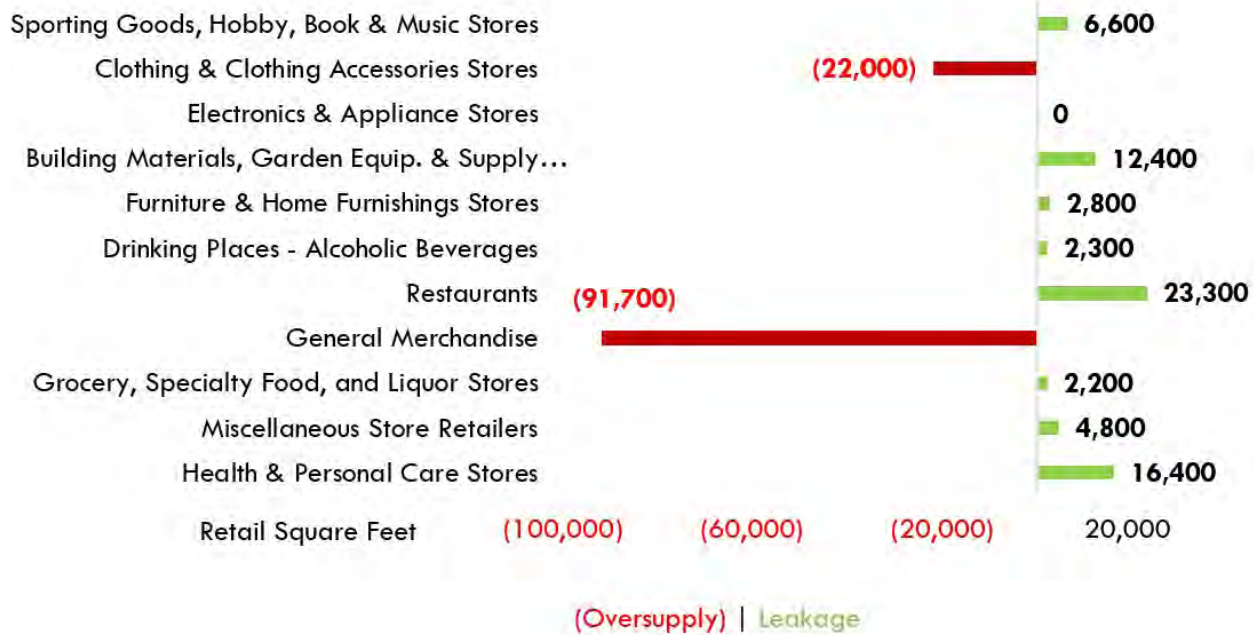 Sporting Goods, Hobby, Book & Music Stores 6,600
Clothing & Clothing Accessories Stores (22,000)
Electronics & Appliance Stores 0
Building Materials, Garden Equip. & Supply… 12,400
Furniture & Home Furnishings Stores 2,800
Drinking Places - Alcoholic Beverages 2,300
Restaurants (91,700) 23,300
General Merchandise
Grocery, Specialty Food, and Liquor Stores 2,200
Miscellaneous Store Retailers 4,800
Health & Personal Care Stores 16,400
Retail Square Feet (100,000) (60,000) (20,000) 20,000
(Oversupply) | Leakage